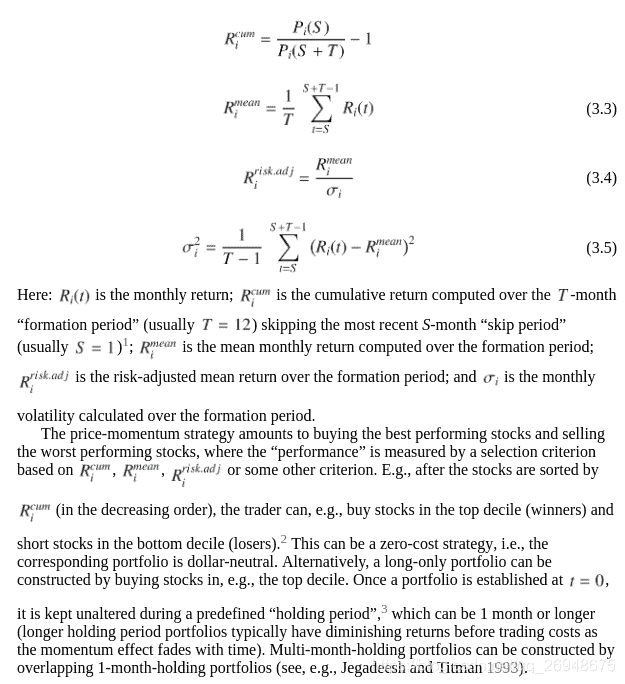 R_i^{cum} = \frac{P_i(S)}{P_i(S + T)} − 1
R_i^{mean} = \frac{1}{T} \sum_{t=S}^{S+T−1} R_i(t) (3.3)
R_i^{risk.adj} = \frac{R_i^{mean}}{σ_i} (3.4)
σ_i^2 = \frac{1}{T − 1} \sum_{t=S}^{S+T−1} (R_i(t) − R_i^{mean})^2 (3.5)
Here: R_i(t) is the monthly return; R_i^{cum} is the cumulative return computed over the T-month
“formation period” (usually T = 12) skipping the most recent S-month “skip period”
(usually S = 1)^1; R_i^{mean} is the mean monthly return computed over the formation period;
R_i^{risk.adj} is the risk-adjusted mean return over the formation period; and σ_i is the monthly
volatility calculated over the formation period.
The price-momentum strategy amounts to buying the best performing stocks and selling
the worst performing stocks, where the “performance” is measured by a selection criterion
based on R_i^{cum}, R_i^{mean}, R_i^{risk.adj} or some other criterion. E.g., after the stocks are sorted by
R_i^{cum} (in the decreasing order), the trader can, e.g., buy stocks in the top decile (winners) and
short stocks in the bottom decile (losers).^2 This can be a zero-cost strategy, i.e., the
corresponding portfolio is dollar-neutral. Alternatively, a long-only portfolio can be
constructed by buying stocks in, e.g., the top decile. Once a portfolio is established at t = 0,
it is kept unaltered during a predefined “holding period”,^3 which can be 1 month or longer
(longer holding period portfolios typically have diminishing returns before trading costs as
the momentum effect fades with time). Multi-month-holding portfolios can be constructed by
overlapping 1-month-holding portfolios (see, e.g., Jegadeesh and Titman 1993).